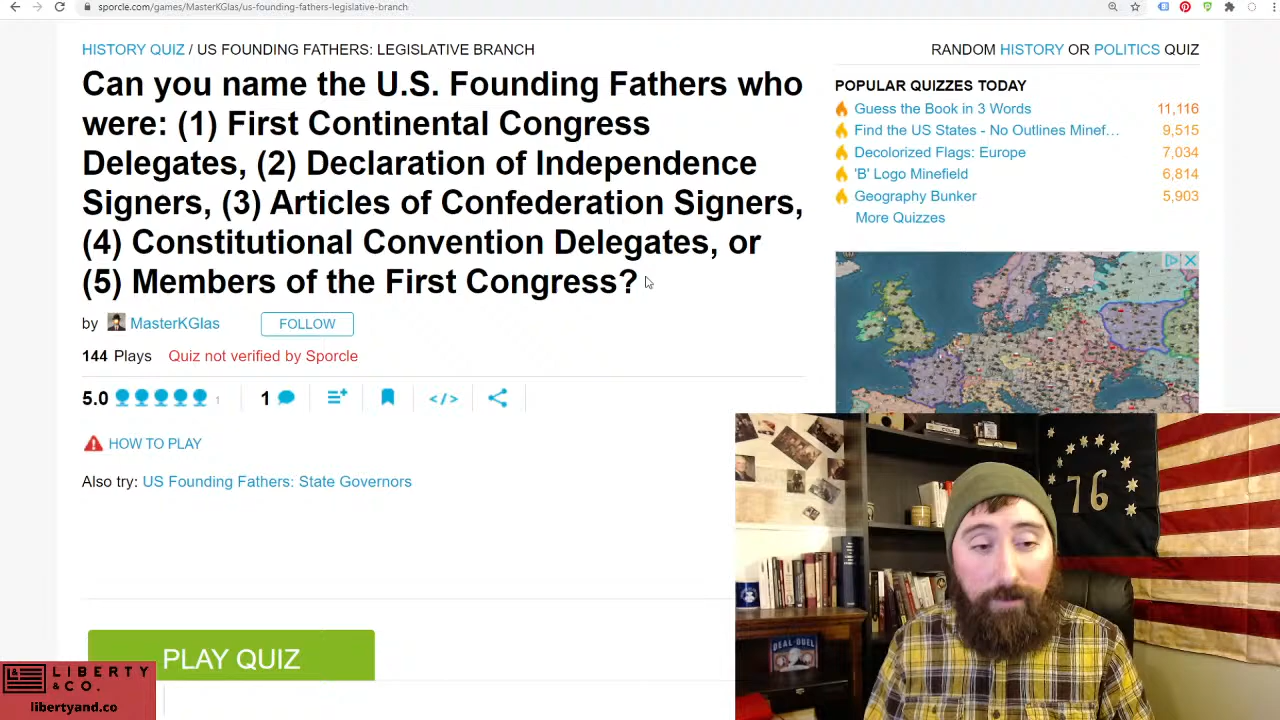 sporcle.com/games/MasterKGlas/us-founding-fathers-legislative-branch
HISTORY QUIZ / US FOUNDING FATHERS: LEGISLATIVE BRANCH
RANDOM HISTORY OR POLITICS QUIZ
Can you name the U.S. Founding Fathers who
were: (1) First Continental Congress
Delegates, (2) Declaration of Independence
Signers, (3) Articles of Confederation Signers,
(4) Constitutional Convention Delegates, or
(5) Members of the First Congress?
by MasterKGlas FOLLOW
144 Plays Quiz not verified by Sporcle
5.0 1
1 </>
HOW TO PLAY
Also try: US Founding Fathers: State Governors
PLAY QUIZ
POPULAR QUIZZES TODAY
Guess the Book in 3 Words 11,116
Find the US States - No Outlines Minef... 9,515
Decolorized Flags: Europe 7,034
'B' Logo Minefield 6,814
Geography Bunker 5,903
More Quizzes
76
DEAL-ODEL
LIBERTY
& CO.
libertyand.co